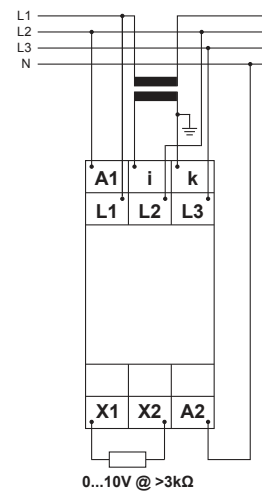 L1
L2
L3
N
A1 i k
L1 L2 L3
X1 X2 A2
0...10V @ >3kΩ